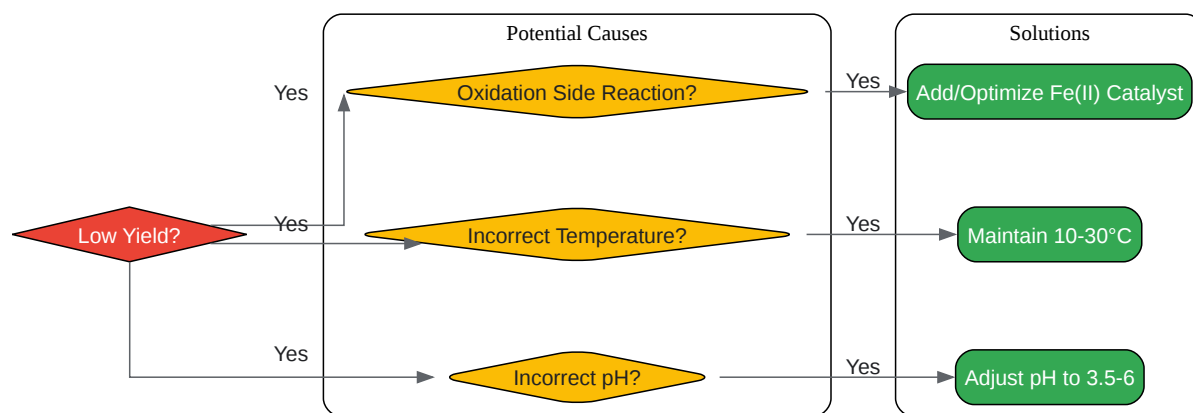 Potential Causes
Solutions
Yes
Oxidation Side Reaction?
Yes
Add/Optimize Fe(II) Catalyst
Low Yield?
Yes
Incorrect Temperature?
Yes
Maintain 10-30°C
Yes
Incorrect pH?
Yes
Adjust pH to 3.5-6